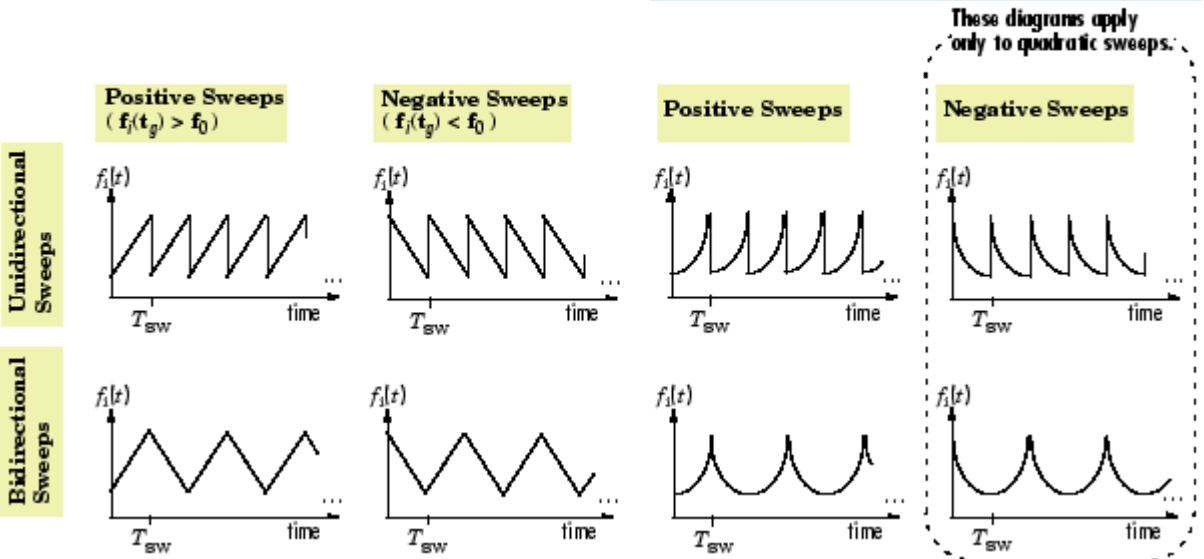 These diagrams apply
only to quadratic sweeps.
Positive Sweeps
( fi(tg) > f0 )
Negative Sweeps
( fi(tg) < f0 )
Positive Sweeps
Negative Sweeps
Unidirectional
Sweeps
fi(t)
fi(t)
fi(t)
fi(t)
...
...
...
...
Tsw
time
Tsw
time
Tsw
time
Tsw
time
Bidirectional
Sweeps
fi(t)
fi(t)
fi(t)
fi(t)
...
...
...
...
Tsw
time
Tsw
time
Tsw
time
Tsw
time